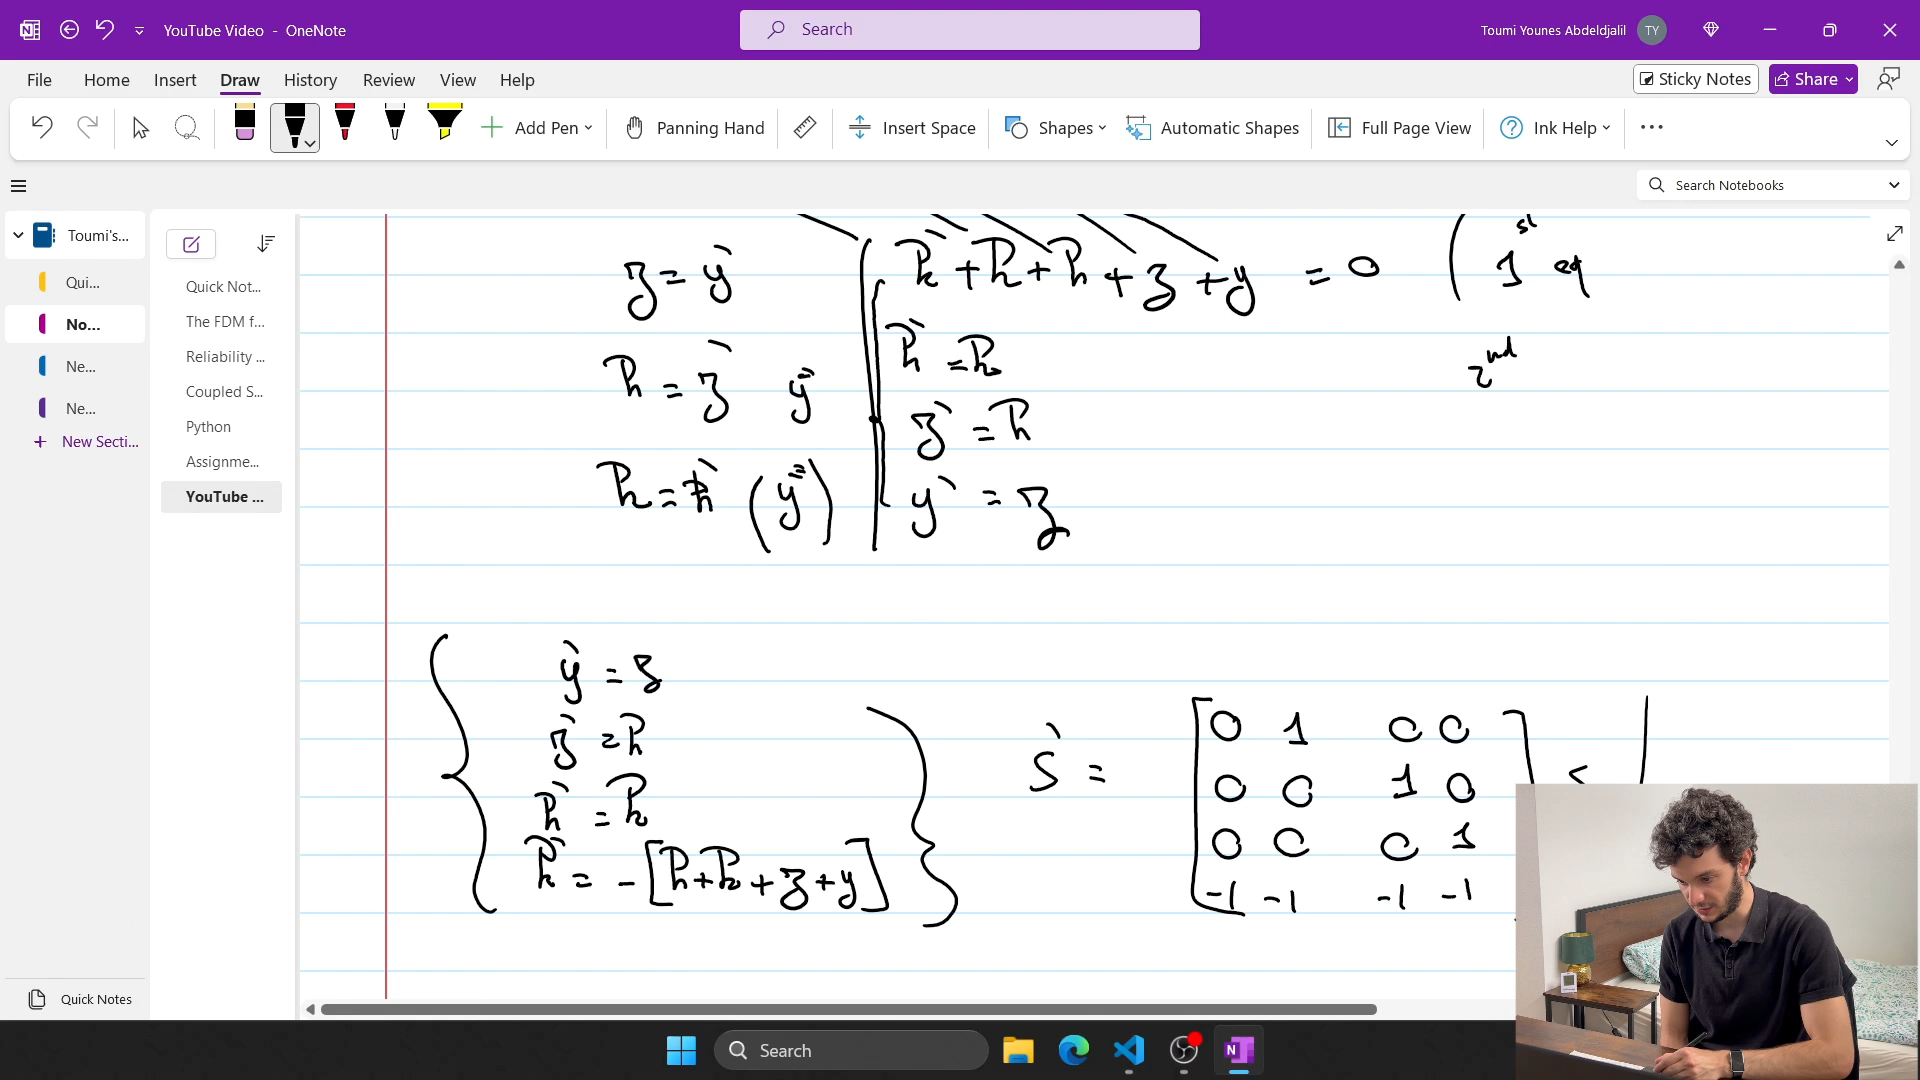 YouTube Video - OneNote
Search
Toumi Younes Abdeldjalil
TY
File Home Insert Draw History Review View Help
Sticky Notes
Share
Add Pen
Panning Hand
Insert Space
Shapes
Automatic Shapes
Full Page View
Ink Help
Search Notebooks
Toumi's...
Qui...
No...
Ne...
Ne...
New Secti...
Quick Not...
The FDM f...
Reliability ...
Coupled S...
Python
Assignme...
YouTube ...
z = y'
k' + k + h + z + y = 0
1st eq
2nd
h = z' y''
h' = k
z' = h
k = h' (y''')
y' = z
y' = z
z' = h
h' = k
k' = -[h + k + z + y]
S' =
0 1 0 0
0 0 1 0
0 0 0 1
-1 -1 -1 -1
Quick Notes
Search